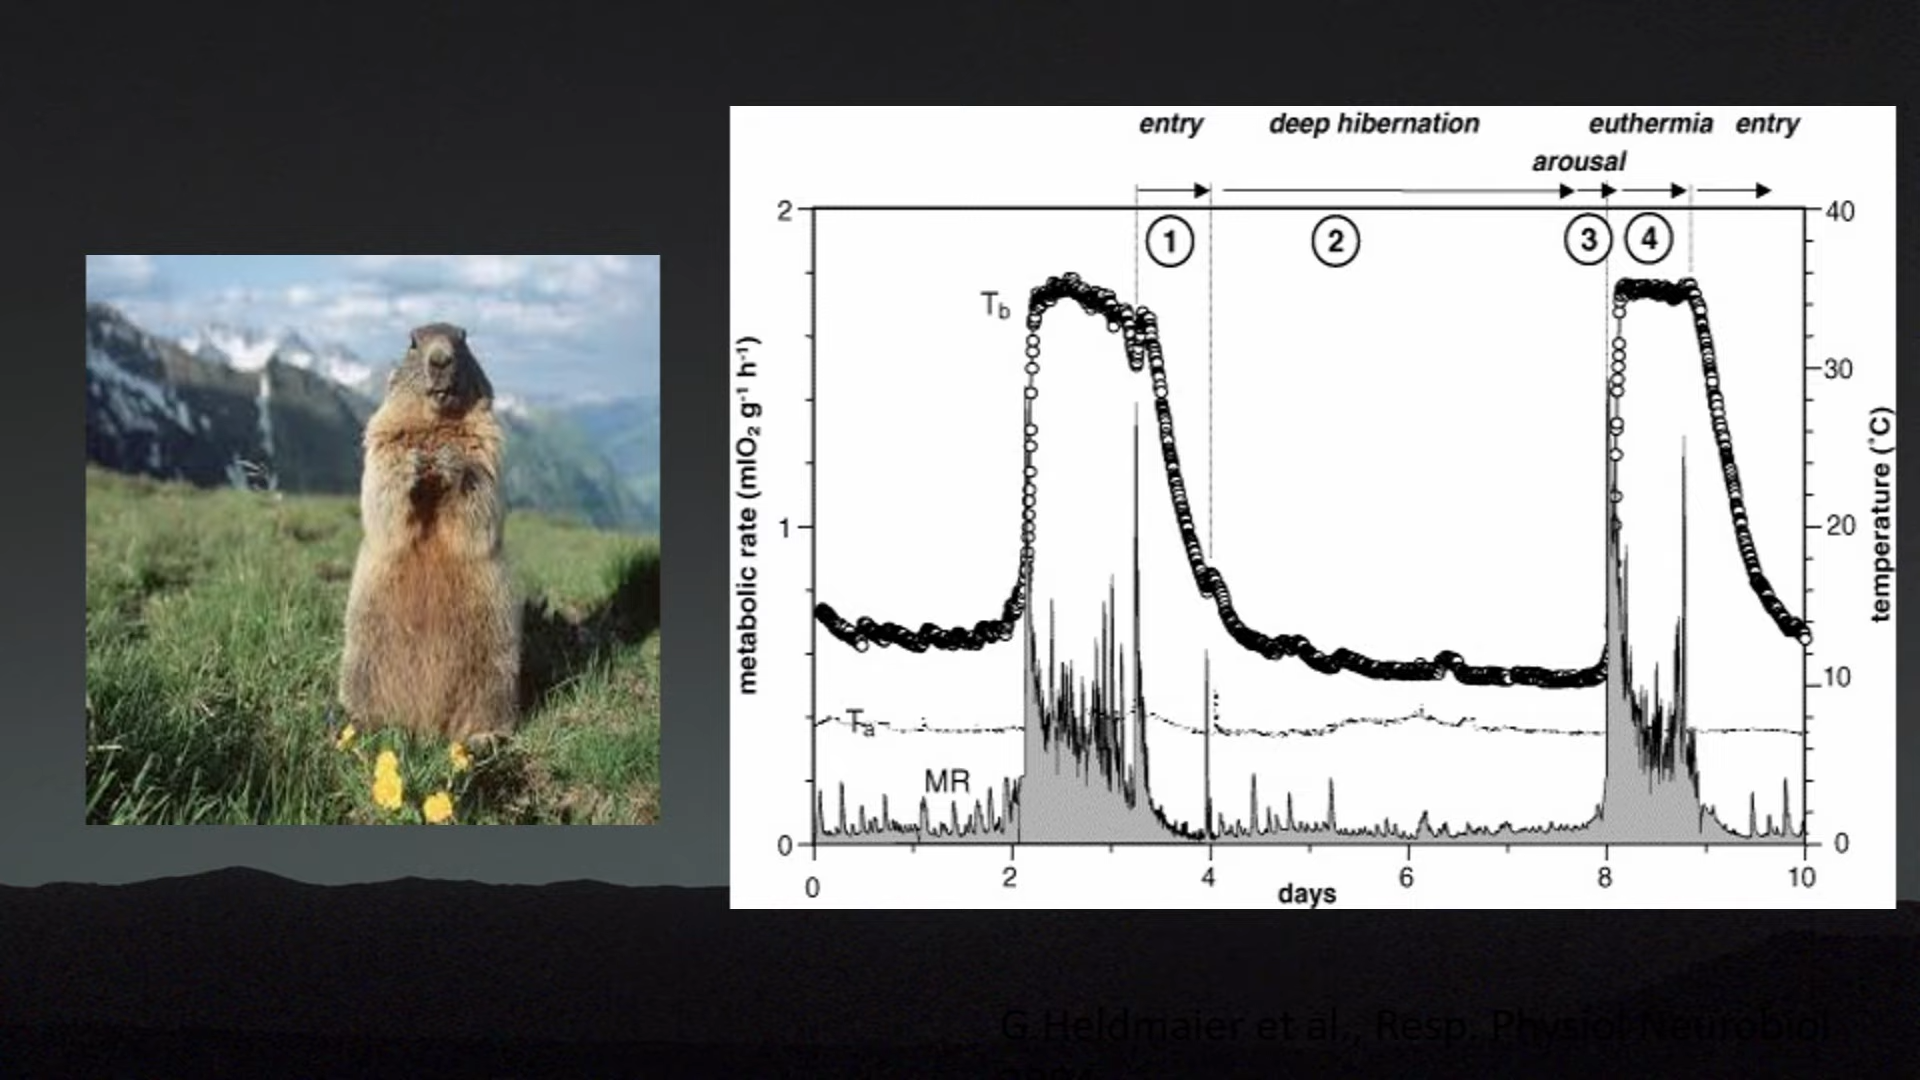 entry deep hibernation euthermia entry
arousal
2 40
1 2 3 4
Tb
30
metabolic rate (mlO₂ g⁻¹ h⁻¹)
temperature (˚C)
1 20
10
Ta
MR
0 0
0 2 4 6 8 10
days
G.Heldmaier et al., Resp. Physiol Neurobiol